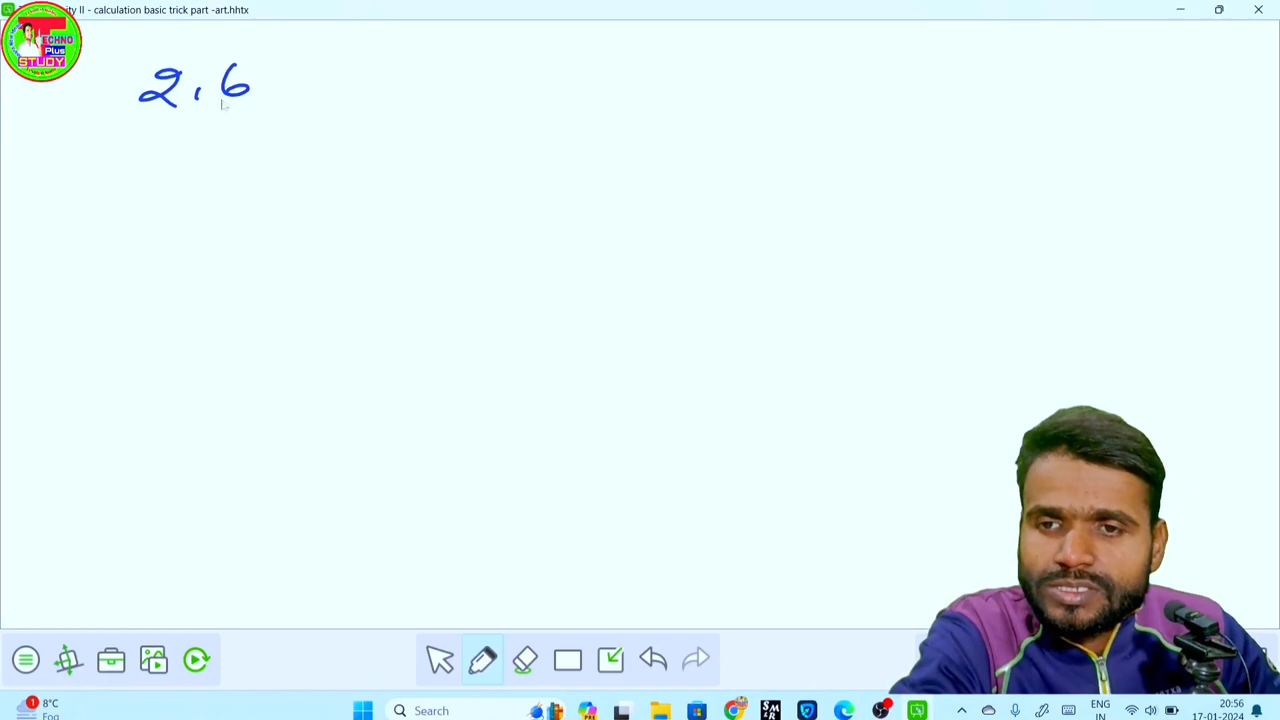 ity II - calculation basic trick part -art.hhtx
TECHNO
Plus
STUDY
2, 6
1
8°C
Fog
Search
ENG
IN
20:56
17-01-2024